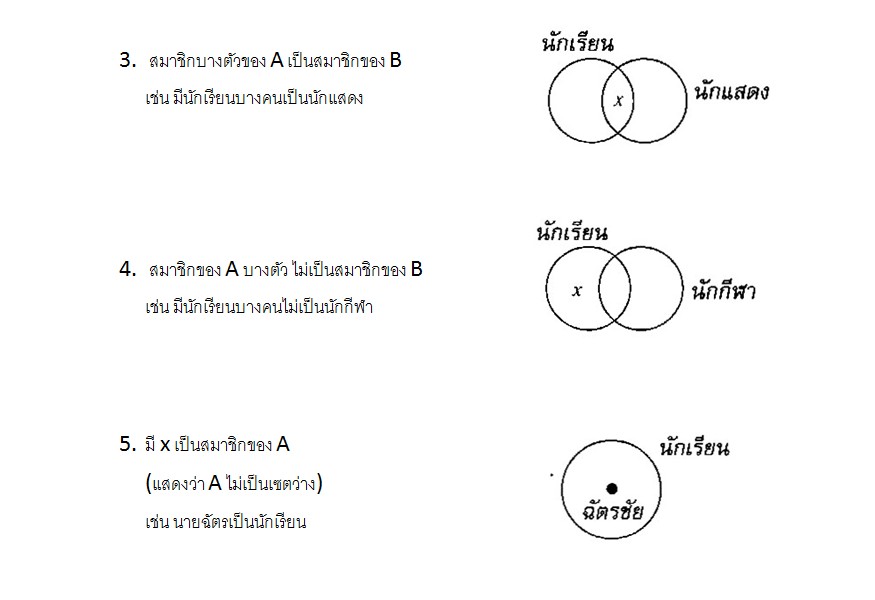 3. สมาชิกบางตัวของ A เป็นสมาชิกของ B
เช่น มีนักเรียนบางคนเป็นนักแสดง
นักเรียน
x
นักแสดง
4. สมาชิกของ A บางตัว ไม่เป็นสมาชิกของ B
เช่น มีนักเรียนบางคนไม่เป็นนักกีฬา
นักเรียน
x
นักกีฬา
5. มี x เป็นสมาชิกของ A
(แสดงว่า A ไม่เป็นเซตว่าง)
เช่น นายฉัตรเป็นนักเรียน
นักเรียน
ฉัตรชัย